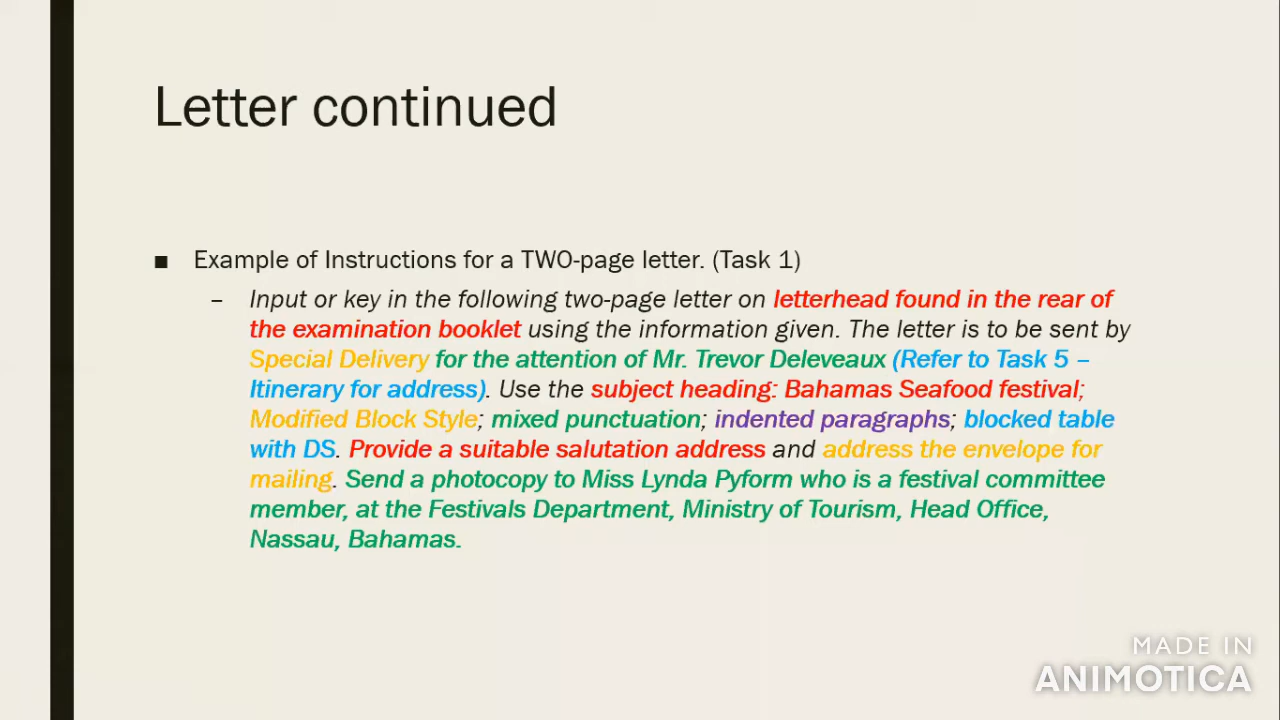 Letter continued
■ Example of Instructions for a TWO-page letter. (Task 1)
– Input or key in the following two-page letter on letterhead found in the rear of
the examination booklet using the information given. The letter is to be sent by
Special Delivery for the attention of Mr. Trevor Deleveaux (Refer to Task 5 –
Itinerary for address). Use the subject heading: Bahamas Seafood festival;
Modified Block Style; mixed punctuation; indented paragraphs; blocked table
with DS. Provide a suitable salutation address and address the envelope for
mailing. Send a photocopy to Miss Lynda Pyform who is a festival committee
member, at the Festivals Department, Ministry of Tourism, Head Office,
Nassau, Bahamas.
MADE IN
ANIMOTICA